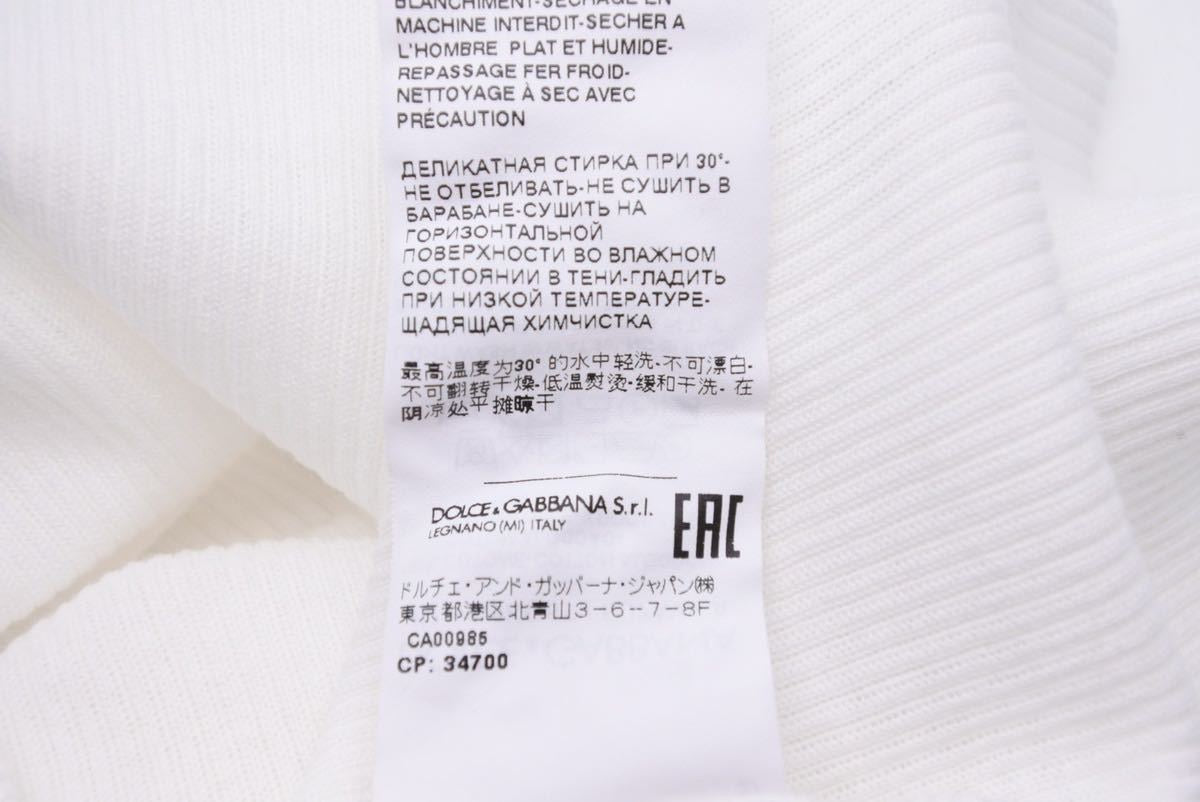 BLANCHIMENT-SECHAGE EN
MACHINE INTERDIT-SECHER A
L'HOMBRE PLAT ET HUMIDE-
REPASSAGE FER FROID-
NETTOYAGE À SEC AVEC
PRÉCAUTION
ДЕЛИКАТНАЯ СТИРКА ПРИ 30°-
НЕ ОТБЕЛИВАТЬ-НЕ СУШИТЬ В
БАРАБАНЕ-СУШИТЬ НА
ГОРИЗОНТАЛЬНОЙ
ПОВЕРХНОСТИ ВО ВЛАЖНОМ
СОСТОЯНИИ В ТЕНИ-ГЛАДИТЬ
ПРИ НИЗКОЙ ТЕМПЕРАТУРЕ-
ЩАДЯЩАЯ ХИМЧИСТКА
最高温度为30°的水中轻洗-不可漂白-
不可翻转干燥-低温熨烫-缓和干洗-在
阴凉处平摊晾干
DOLCE & GABBANA S.r.l.
LEGNANO (MI) ITALY
EAC
ドルチェ・アンド・ガッバーナ・ジャパン㈱
東京都港区北青山3-6-7-8F
CA00985
CP: 34700